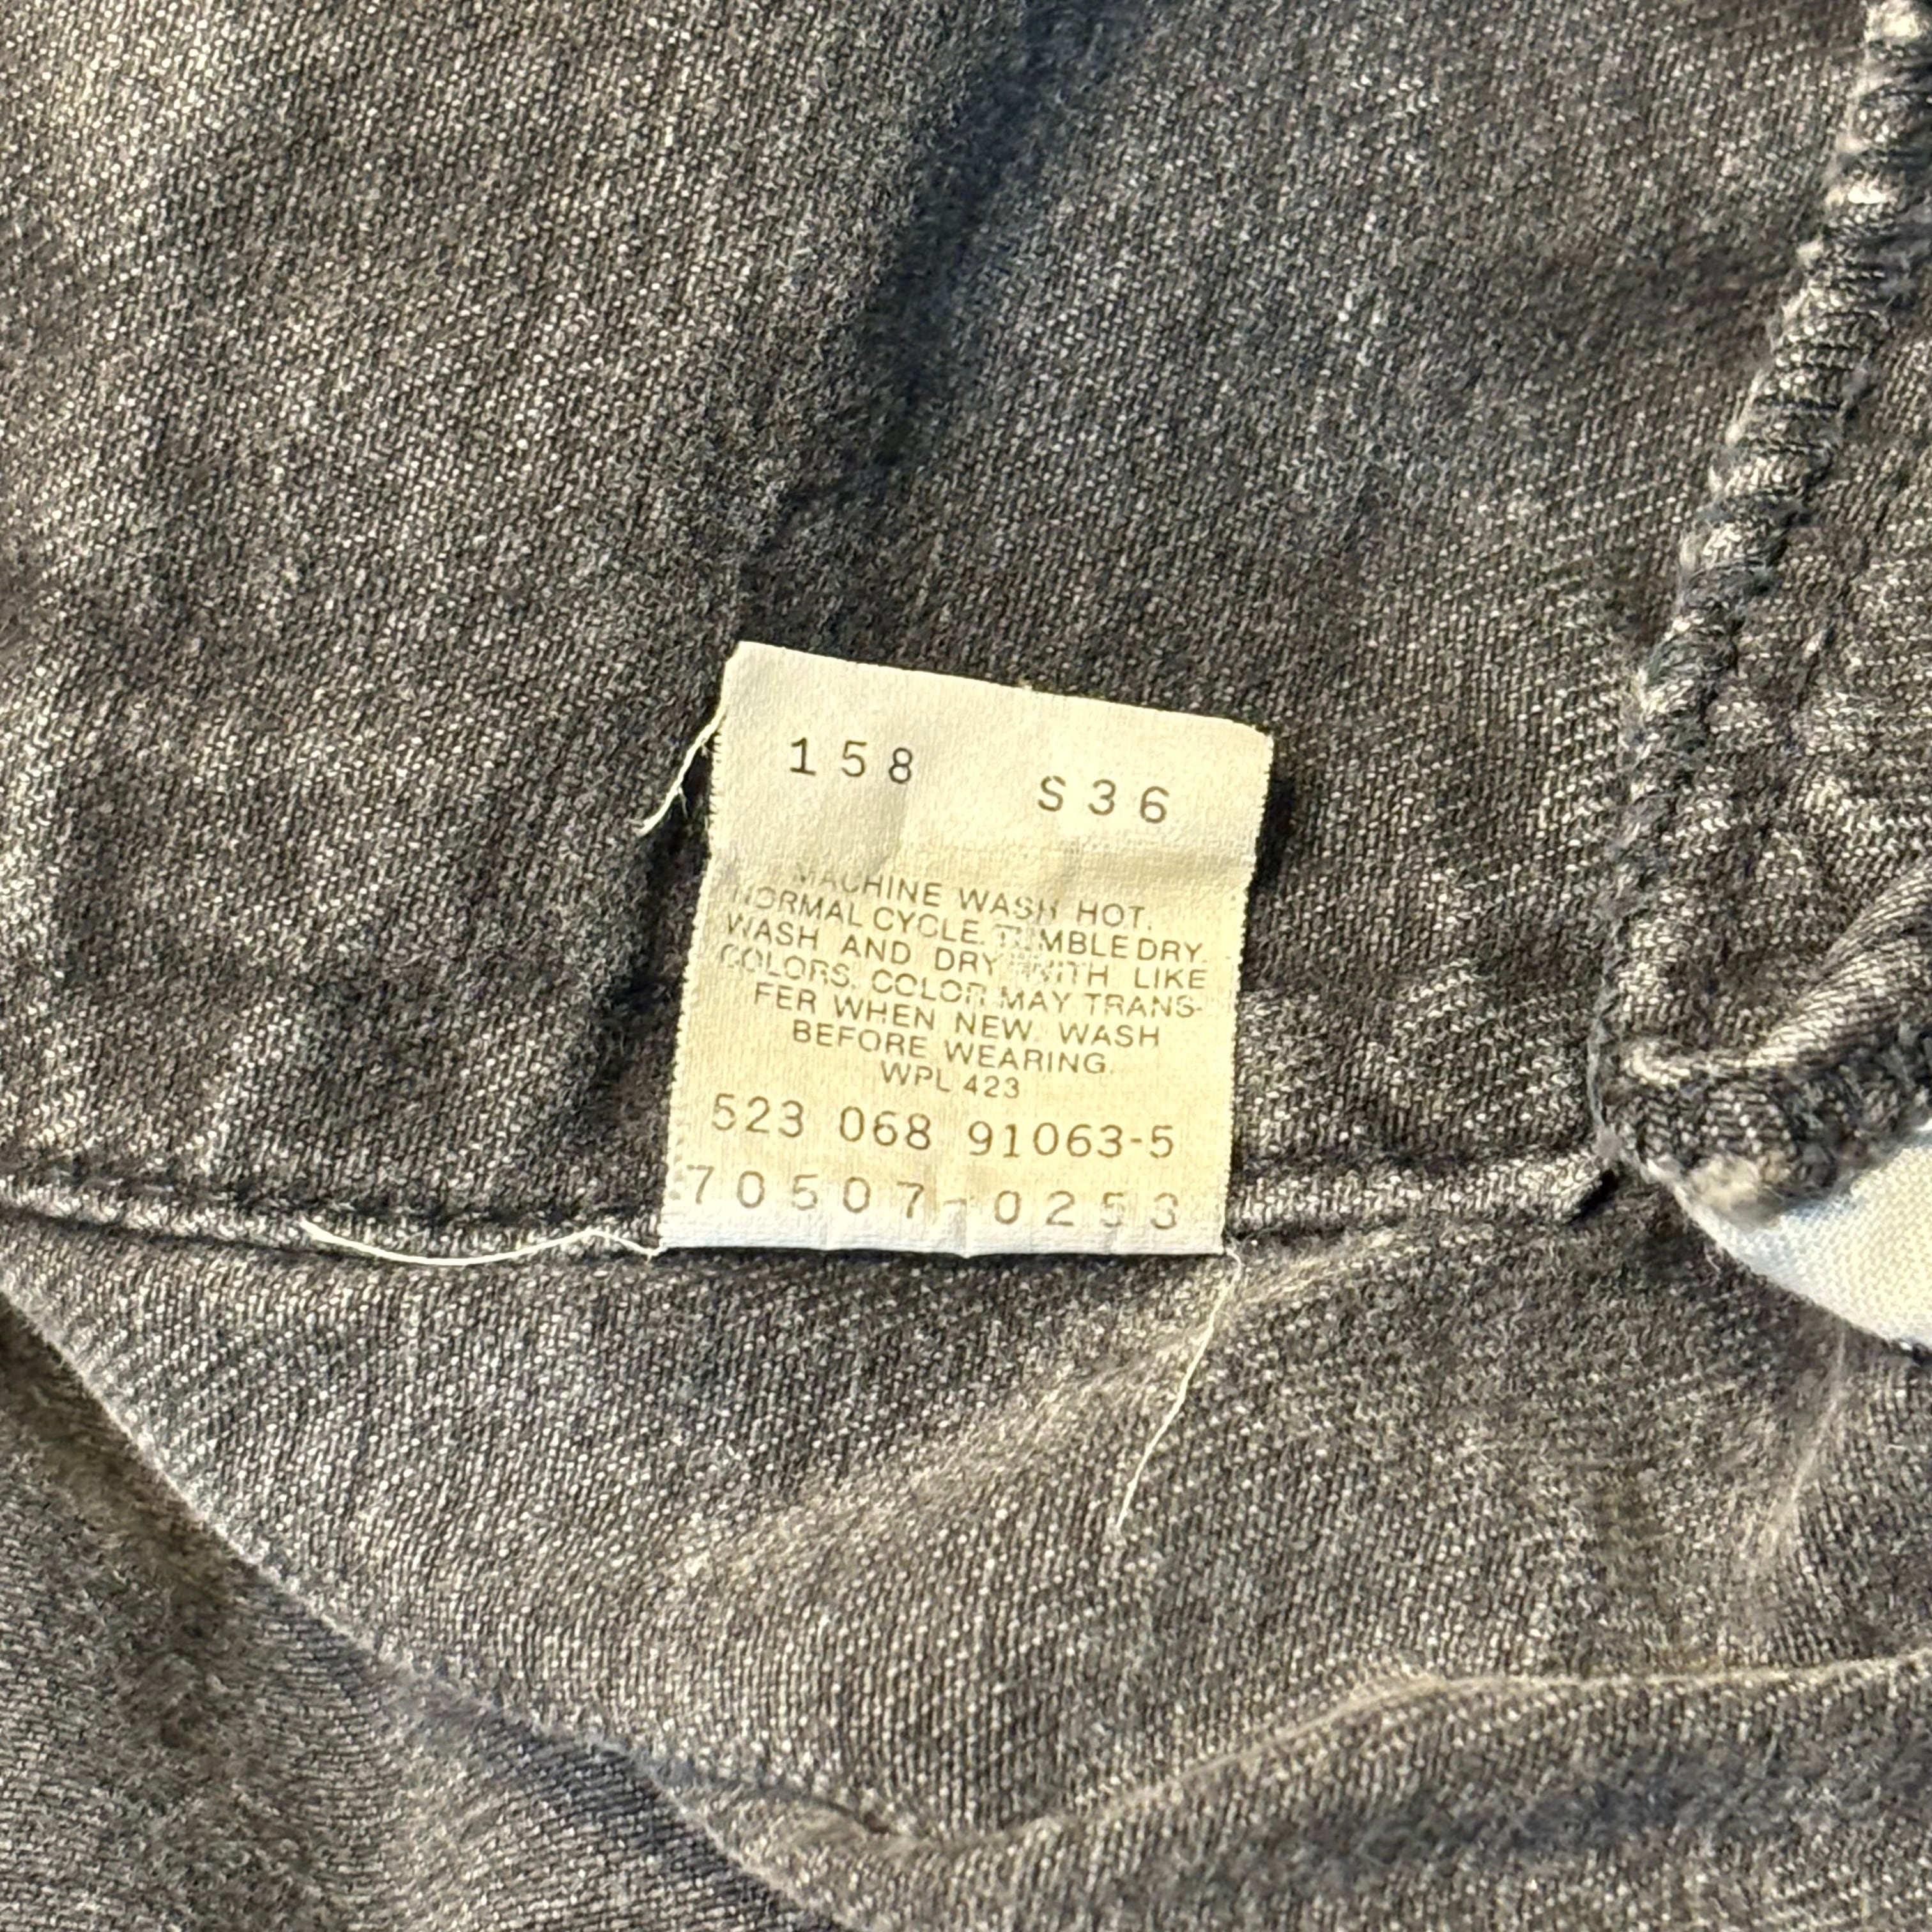 158 S36
MACHINE WASH HOT,
NORMAL CYCLE. TUMBLE DRY.
WASH AND DRY WITH LIKE
COLORS. COLOR MAY TRANS-
FER WHEN NEW. WASH
BEFORE WEARING.
WPL 423
523 068 91063-5
70507-0253